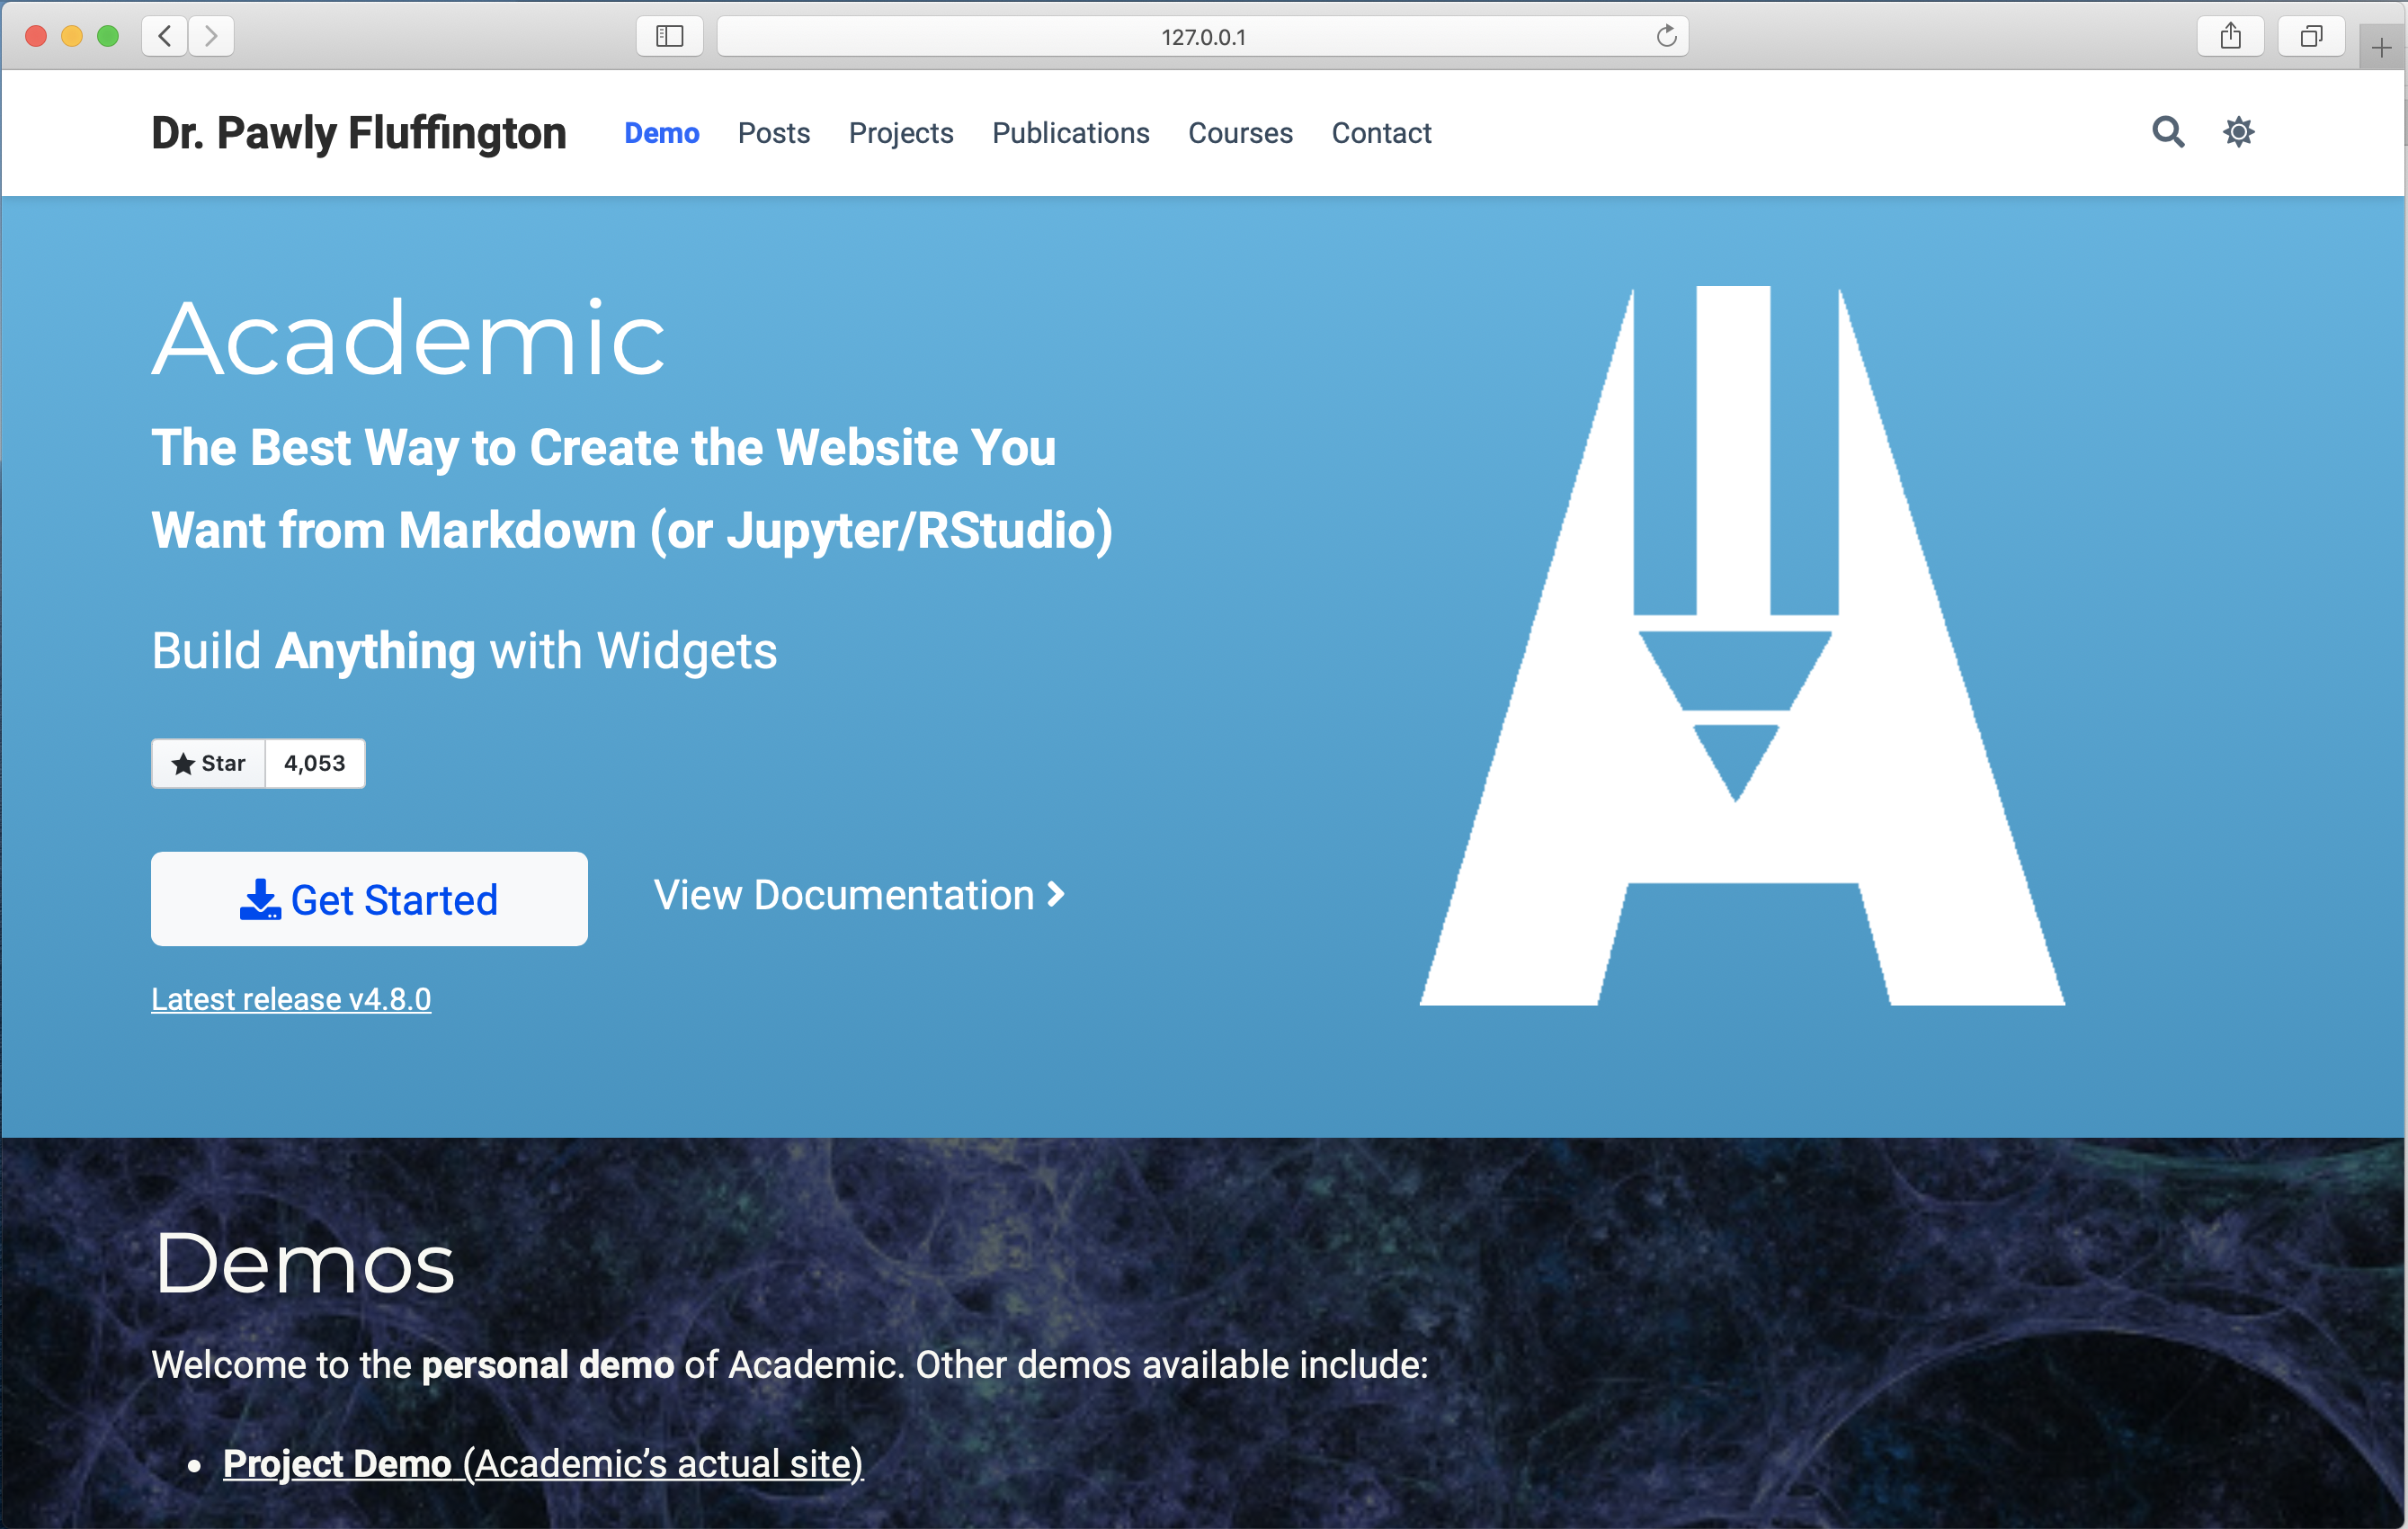 127.0.0.1
Dr. Pawly Fluffington Demo Posts Projects Publications Courses Contact
Academic
The Best Way to Create the Website You
Want from Markdown (or Jupyter/RStudio)
Build Anything with Widgets
Star 4,053
Get Started View Documentation
Latest release v4.8.0
Demos
Welcome to the personal demo of Academic. Other demos available include:
• Project Demo (Academic’s actual site)